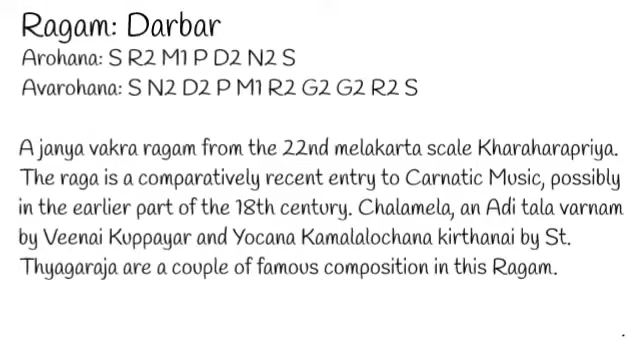 Ragam: Darbar
Arohana: S R2 M1 P D2 N2 S
Avarohana: S N2 D2 P M1 R2 G2 G2 R2 S
A janya vakra ragam from the 22nd melakarta scale Kharaharapriya.
The raga is a comparatively recent entry to Carnatic Music, possibly
in the earlier part of the 18th century. Chalamela, an Adi tala varnam
by Veenai Kuppayar and Yocana Kamalalochana kirthanai by St.
Thyagaraja are a couple of famous composition in this Ragam.
.